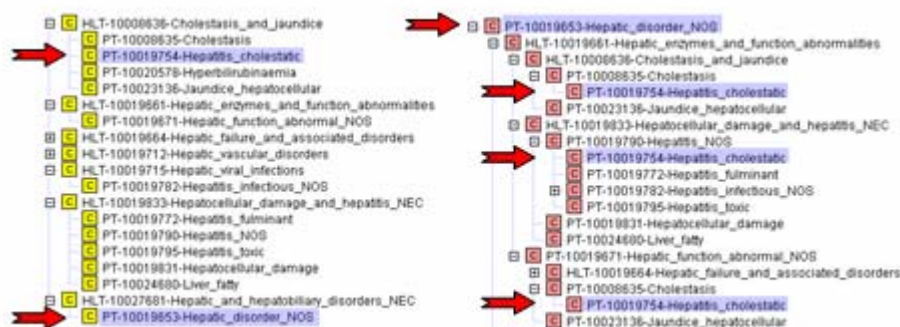 HLT-10008636-Cholestasis_and_jaundice
PT-10008635-Cholestasis
PT-10019754-Hepatitis_cholestatic
PT-10020578-Hyperbilirubinaemia
PT-10023136-Jaundice_hepatocellular
HLT-10019661-Hepatic_enzymes_and_function_abnormalities
PT-10019671-Hepatic_function_abnormal_NOS
HLT-10019664-Hepatic_failure_and_associated_disorders
HLT-10019712-Hepatic_vascular_disorders
HLT-10019715-Hepatic_viral_infections
PT-10019782-Hepatitis_infectious_NOS
HLT-10019833-Hepatocellular_damage_and_hepatitis_NEC
PT-10019772-Hepatitis_fulminant
PT-10019790-Hepatitis_NOS
PT-10019795-Hepatitis_toxic
PT-10019831-Hepatocellular_damage
PT-10024680-Liver_fatty
HLT-10027681-Hepatic_and_hepatobiliary_disorders_NEC
PT-10019653-Hepatic_disorder_NOS
PT-10019653-Hepatic_disorder_NOS
HLT-10019661-Hepatic_enzymes_and_function_abnormalities
HLT-10008636-Cholestasis_and_jaundice
PT-10008635-Cholestasis
PT-10019754-Hepatitis_cholestatic
PT-10023136-Jaundice_hepatocellular
HLT-10019833-Hepatocellular_damage_and_hepatitis_NEC
PT-10019790-Hepatitis_NOS
PT-10019754-Hepatitis_cholestatic
PT-10019772-Hepatitis_fulminant
PT-10019782-Hepatitis_infectious_NOS
PT-10019795-Hepatitis_toxic
PT-10019831-Hepatocellular_damage
PT-10024680-Liver_fatty
PT-10019671-Hepatic_function_abnormal_NOS
HLT-10019664-Hepatic_failure_and_associated_disorders
PT-10008635-Cholestasis
PT-10019754-Hepatitis_cholestatic
PT-10023136-Jaundice_hepatocellular